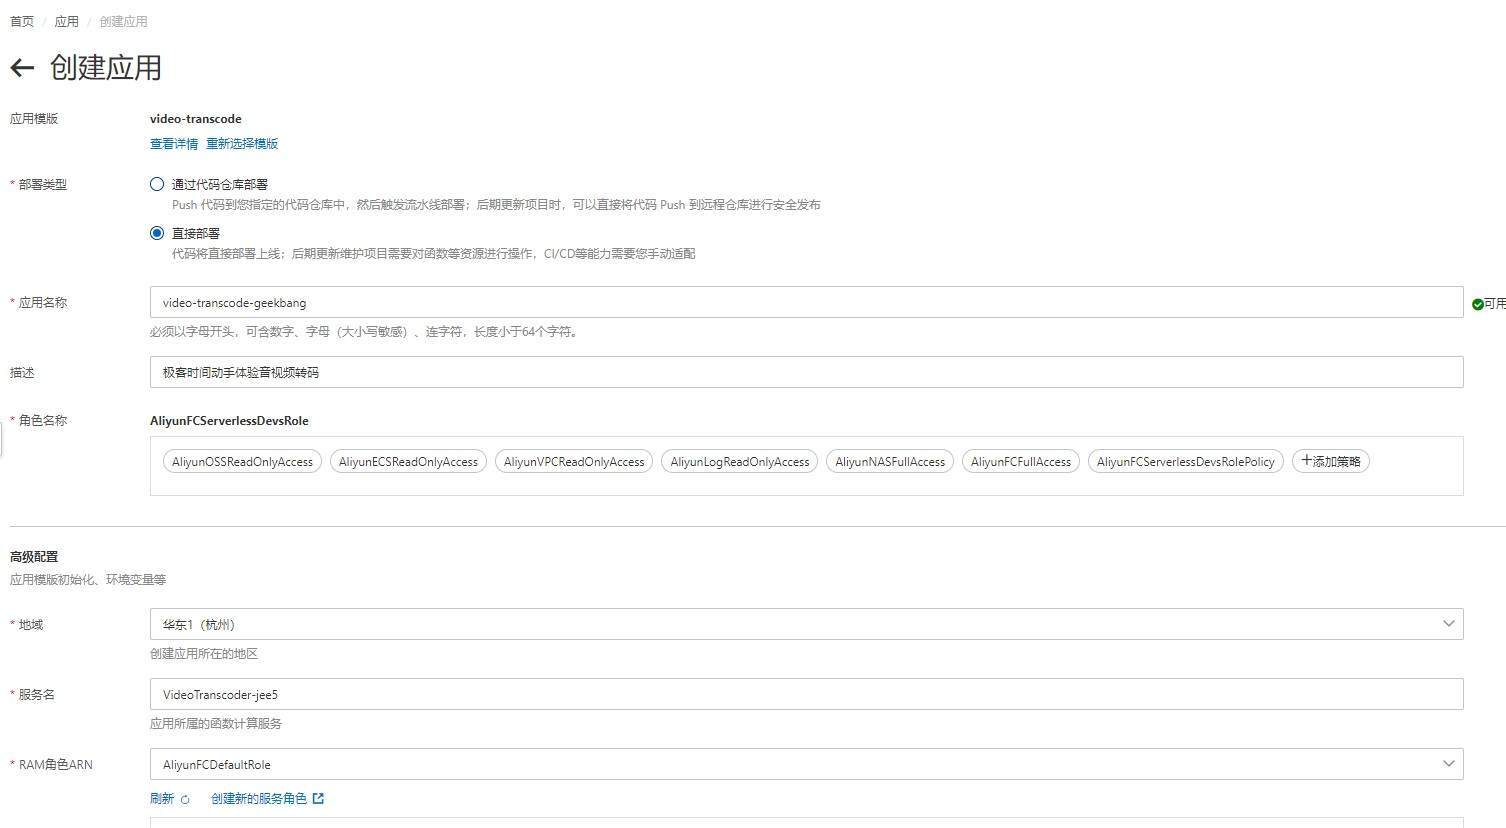 首页 / 应用 / 创建应用
创建应用
应用模版 video-transcode
查看详情 重新选择模版
* 部署类型 通过代码仓库部署
Push 代码到您指定的代码仓库中，然后触发流水线部署；后期更新项目时，可以直接将代码 Push 到远程仓库进行安全发布
直接部署
代码将直接部署上线；后期更新维护项目需要对函数等资源进行操作，CI/CD等能力需要您手动适配
* 应用名称 video-transcode-geekbang 可用
必须以字母开头，可含数字、字母（大小写敏感）、连字符，长度小于64个字符。
描述 极客时间动手体验音视频转码
* 角色名称 AliyunFCServerlessDevsRole
AliyunOSSReadOnlyAccess AliyunECSReadOnlyAccess AliyunVPCReadOnlyAccess AliyunLogReadOnlyAccess AliyunNASFullAccess AliyunFCFullAccess AliyunFCServerlessDevsRolePolicy +添加策略
高级配置
应用模版初始化、环境变量等
* 地域 华东1（杭州）
创建应用所在的地区
* 服务名 VideoTranscoder-jee5
应用所属的函数计算服务
* RAM角色ARN AliyunFCDefaultRole
刷新 创建新的服务角色